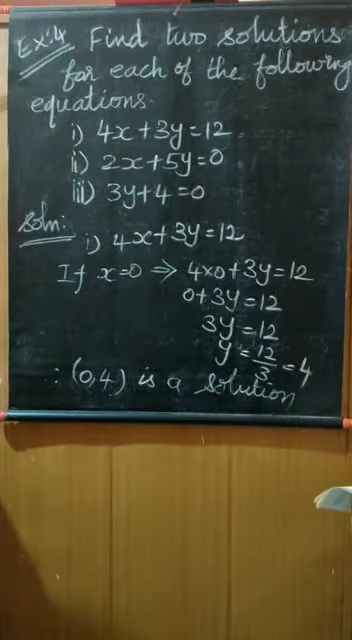 Ex:4 Find two solutions
for each of the following
equations.
i) 4x+3y=12
ii) 2x+5y=0
iii) 3y+4=0
Soln:
i) 4x+3y=12
If x=0 ⇒ 4×0+3y=12
0+3y=12
3y=12
y=12/3=4
∴ (0,4) is a solution